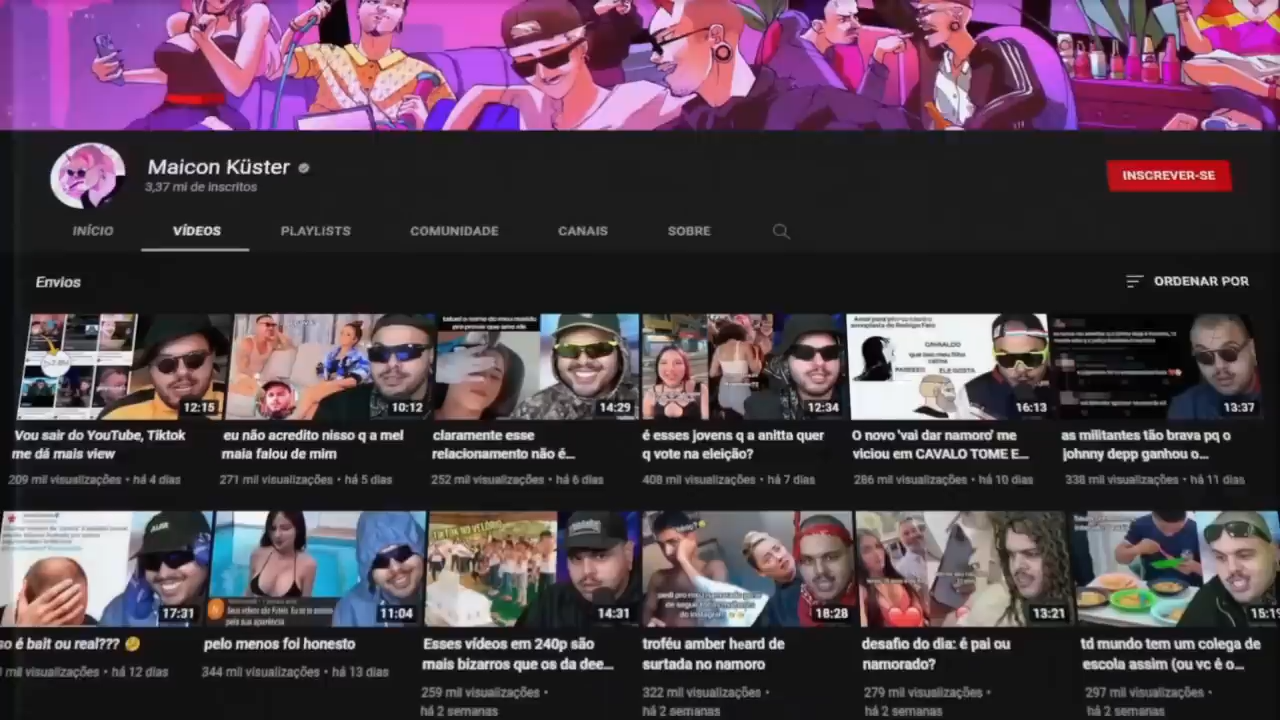 Maicon Küster
3,37 mi de inscritos
INSCREVER-SE
INÍCIO
VÍDEOS
PLAYLISTS
COMUNIDADE
CANAIS
SOBRE
Envios
ORDENAR POR
CAVAALDO
12:15
10:12
14:29
12:34
16:13
13:37
Vou sair do YouTube, Tiktok
me dá mais view
209 mil visualizações • há 4 dias
eu não acredito nisso q a mel
maia falou de mim
271 mil visualizações • há 5 dias
claramente esse
relacionamento não é...
252 mil visualizações • há 6 dias
é esses jovens q a anitta quer
q vote na eleição?
408 mil visualizações • há 7 dias
O novo 'vai dar namoro' me
viciou em CAVALO TOME E...
286 mil visualizações • há 10 dias
as militantes tão brava pq o
johnny depp ganhou o...
338 mil visualizações • há 11 dias
TIKTOK NO VELÓRIO
17:31
11:04
14:31
18:28
13:21
15:19
so é bait ou real??? 🤔
mil visualizações • há 12 dias
pelo menos foi honesto
344 mil visualizações • há 13 dias
Esses vídeos em 240p são
mais bizarros que os da dee...
259 mil visualizações •
há 2 semanas
troféu amber heard de
surtada no namoro
322 mil visualizações •
há 2 semanas
desafio do dia: é pai ou
namorado?
279 mil visualizações •
há 2 semanas
td mundo tem um colega de
escola assim (ou vc é o...
297 mil visualizações •
há 2 semanas